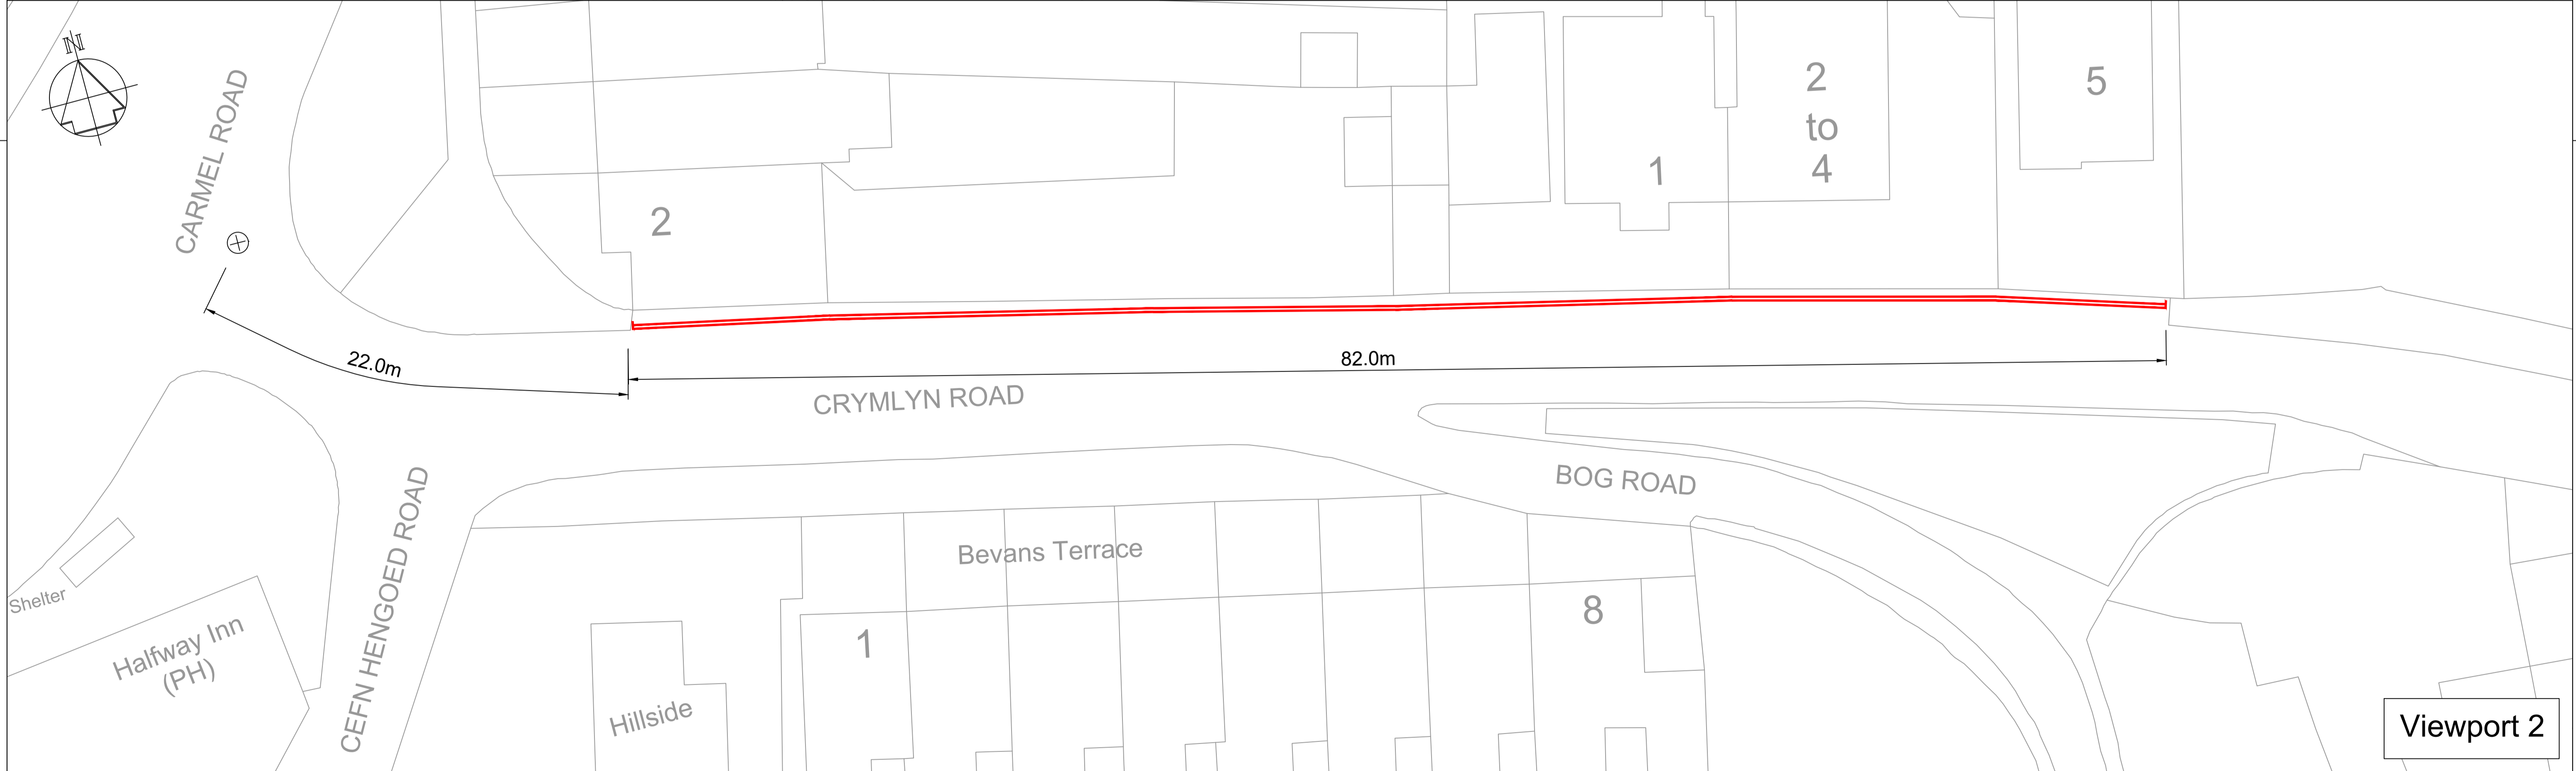 N
CARMEL ROAD
2
1
2
to
4
5
22.0m
82.0m
CRYMLYN ROAD
BOG ROAD
CEFN HENGOED ROAD
Bevans Terrace
Shelter
Halfway Inn
(PH)
Hillside
1
8
Viewport 2